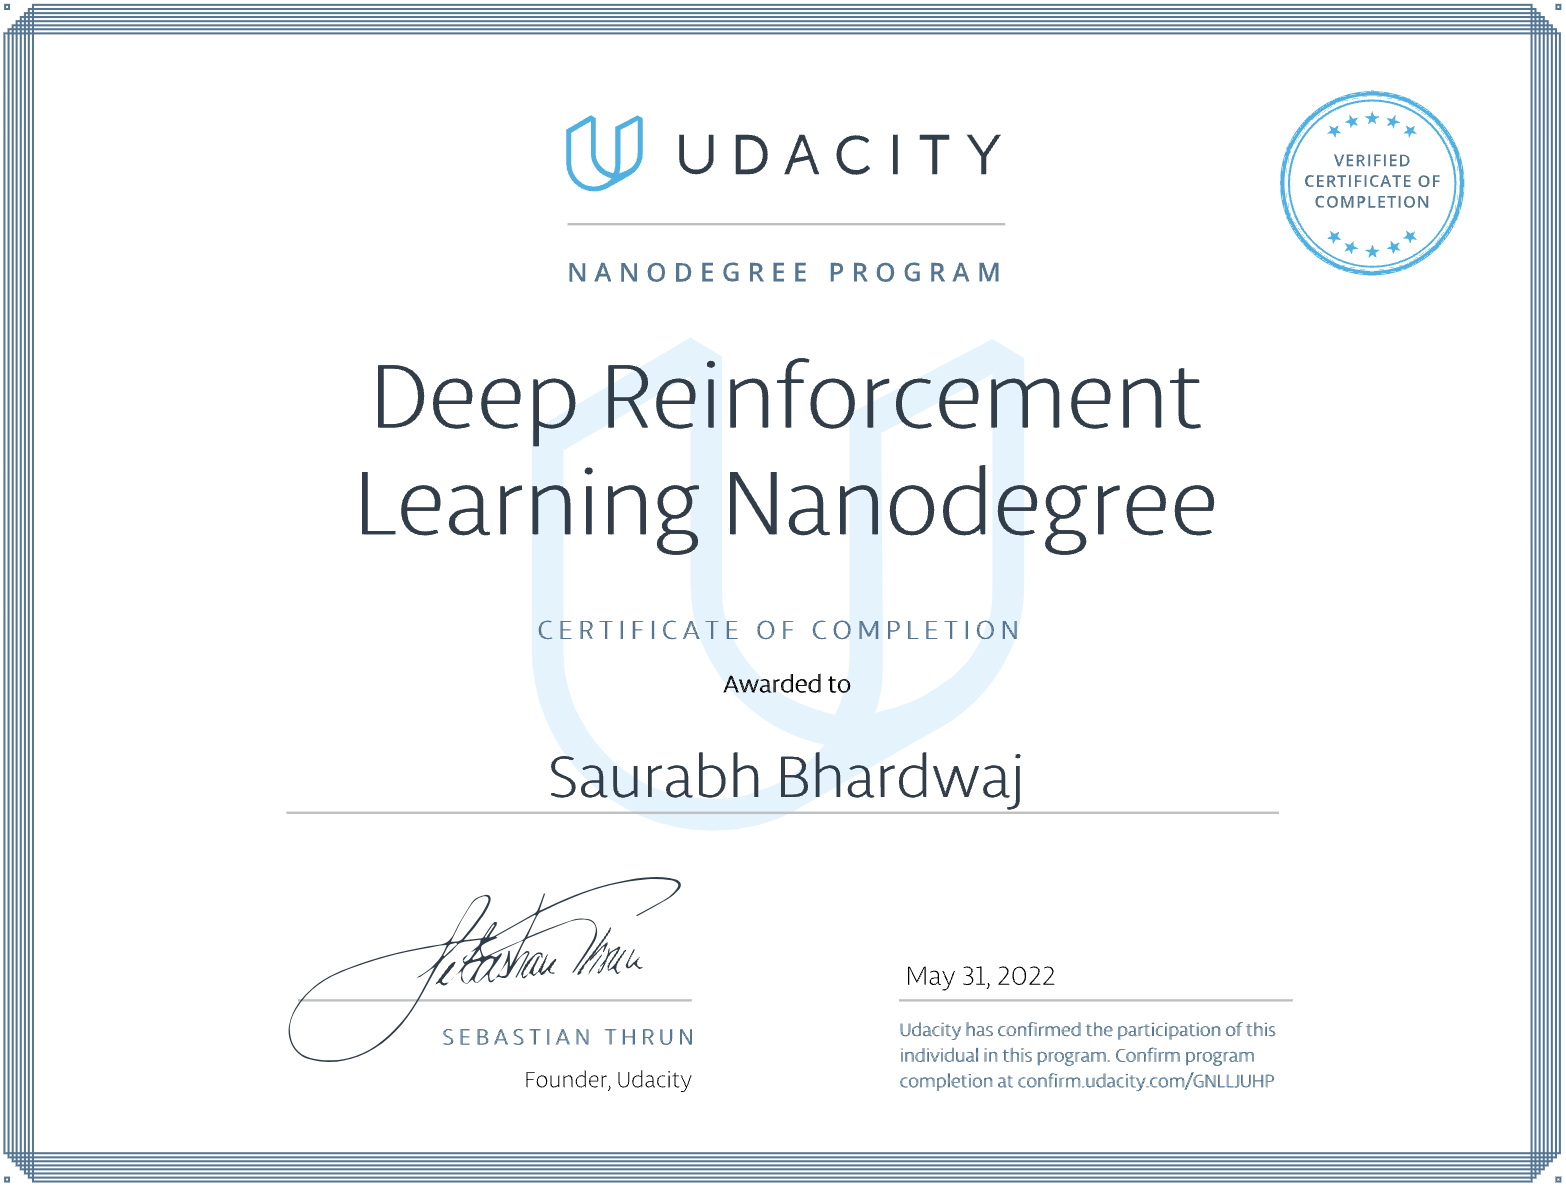 UDACITY
VERIFIED
CERTIFICATE OF
COMPLETION
NANODEGREE PROGRAM
Deep Reinforcement
Learning Nanodegree
CERTIFICATE OF COMPLETION
Awarded to
Saurabh Bhardwaj
Sebastian Thrun
SEBASTIAN THRUN
Founder, Udacity
May 31, 2022
Udacity has confirmed the participation of this
individual in this program. Confirm program
completion at confirm.udacity.com/GNLLJUHP